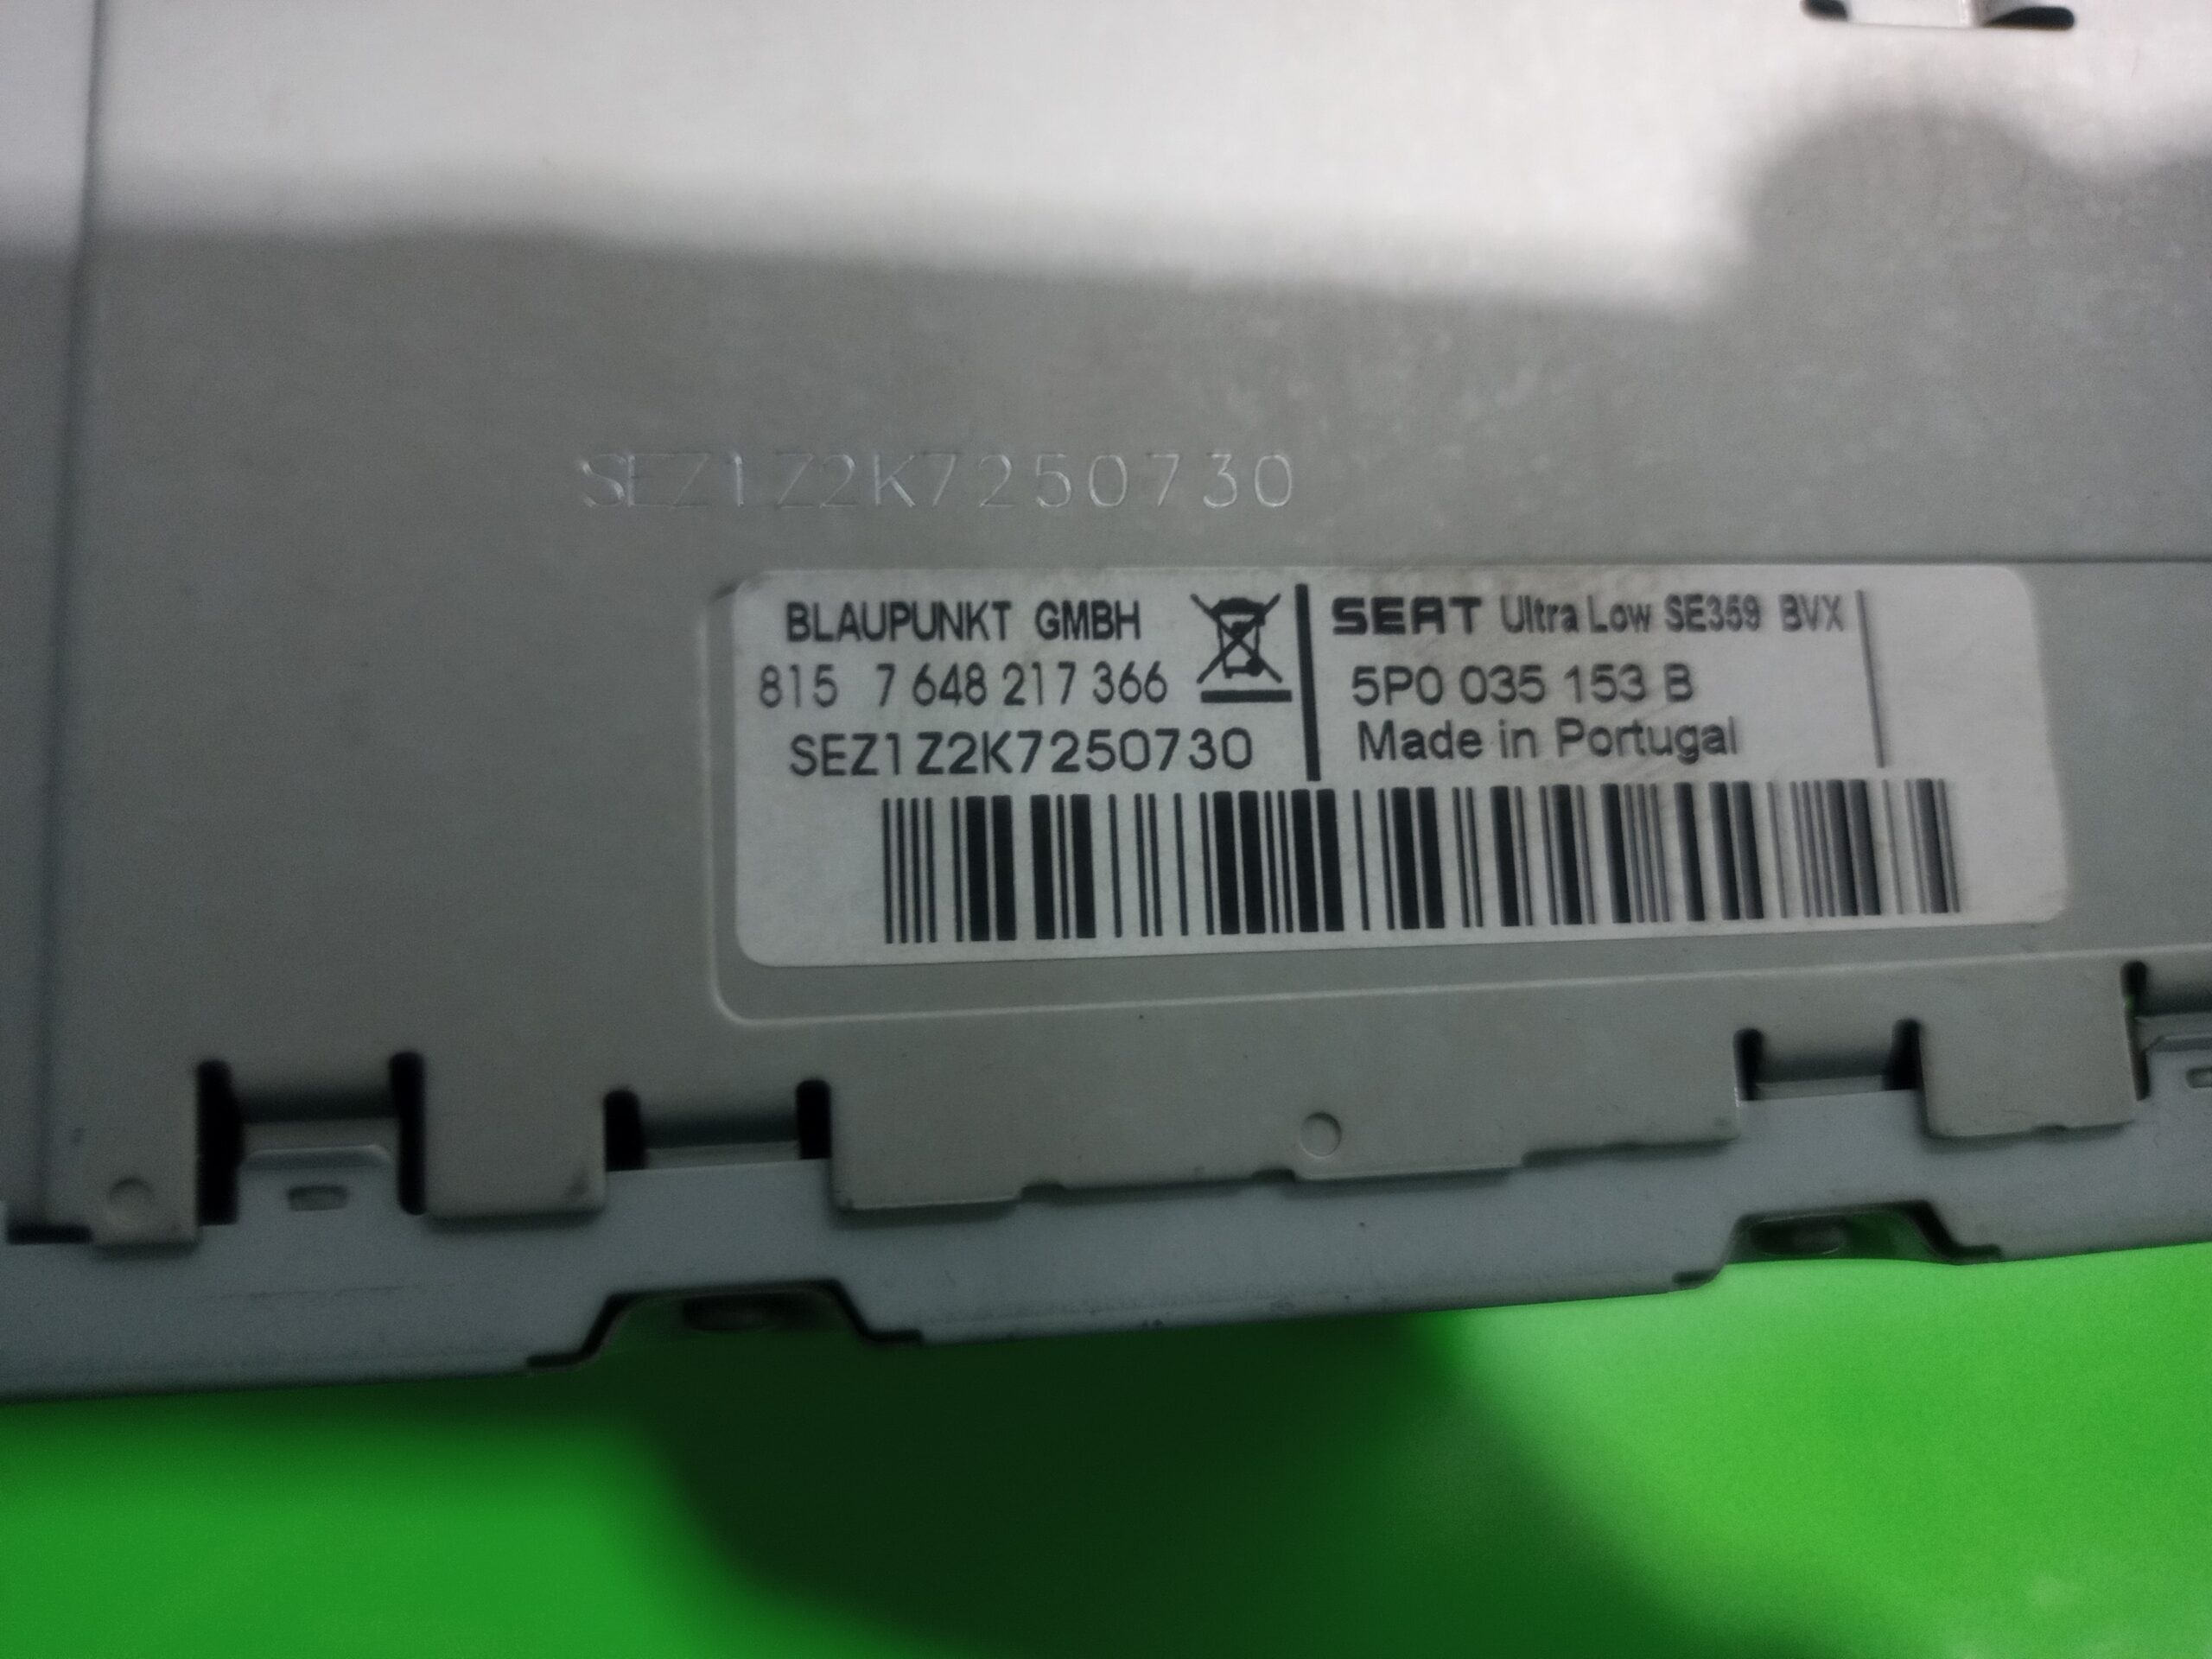 SEZ1Z2K7250730
BLAUPUNKT GMBH
815 7 648 217 366
SEZ1Z2K7250730
SEAT Ultra Low SE359 BVX
5P0 035 153 B
Made in Portugal